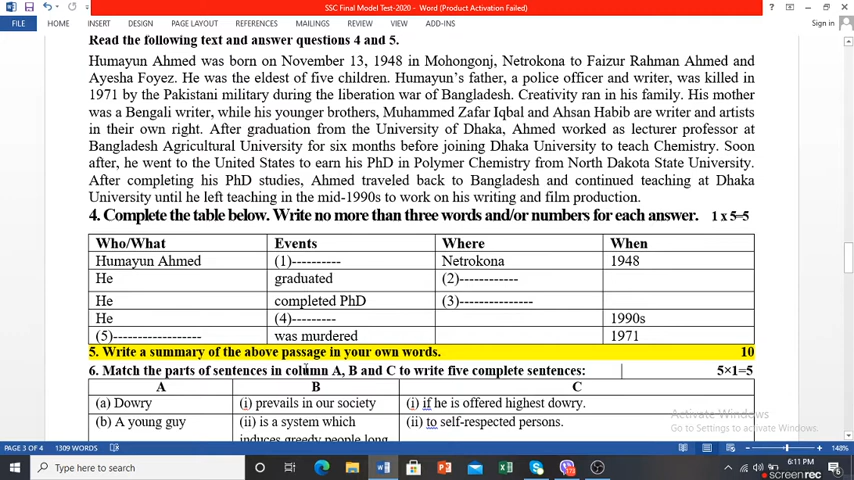 SSC Final Model Test-2020 - Word (Product Activation Failed)
FILE HOME INSERT DESIGN PAGE LAYOUT REFERENCES MAILINGS REVIEW VIEW ADD-INS Sign in
Read the following text and answer questions 4 and 5.
Humayun Ahmed was born on November 13, 1948 in Mohongonj, Netrokona to Faizur Rahman Ahmed and
Ayesha Foyez. He was the eldest of five children. Humayun's father, a police officer and writer, was killed in
1971 by the Pakistani military during the liberation war of Bangladesh. Creativity ran in his family. His mother
was a Bengali writer, while his younger brothers, Muhammed Zafar Iqbal and Ahsan Habib are writer and artists
in their own right. After graduation from the University of Dhaka, Ahmed worked as lecturer professor at
Bangladesh Agricultural University for six months before joining Dhaka University to teach Chemistry. Soon
after, he went to the United States to earn his PhD in Polymer Chemistry from North Dakota State University.
After completing his PhD studies, Ahmed traveled back to Bangladesh and continued teaching at Dhaka
University until he left teaching in the mid-1990s to work on his writing and film production.
4. Complete the table below. Write no more than three words and/or numbers for each answer. 1 x 5=5
Who/What Events Where When
Humayun Ahmed (1)---------- Netrokona 1948
He graduated (2)------------
He completed PhD (3)---------------
He (4)--------- 1990s
(5)------------------ was murdered 1971
5. Write a summary of the above passage in your own words. 10
6. Match the parts of sentences in column A, B and C to write five complete sentences: 5×1=5
A B C
(a) Dowry (i) prevails in our society (i) if he is offered highest dowry.
(b) A young guy (ii) is a system which (ii) to self-respected persons.
induces greedy people long
Activate Windows
Go to Settings to activate Windows.
PAGE 3 OF 4 1309 WORDS 148%
Type here to search
6:11 PM
screenrec